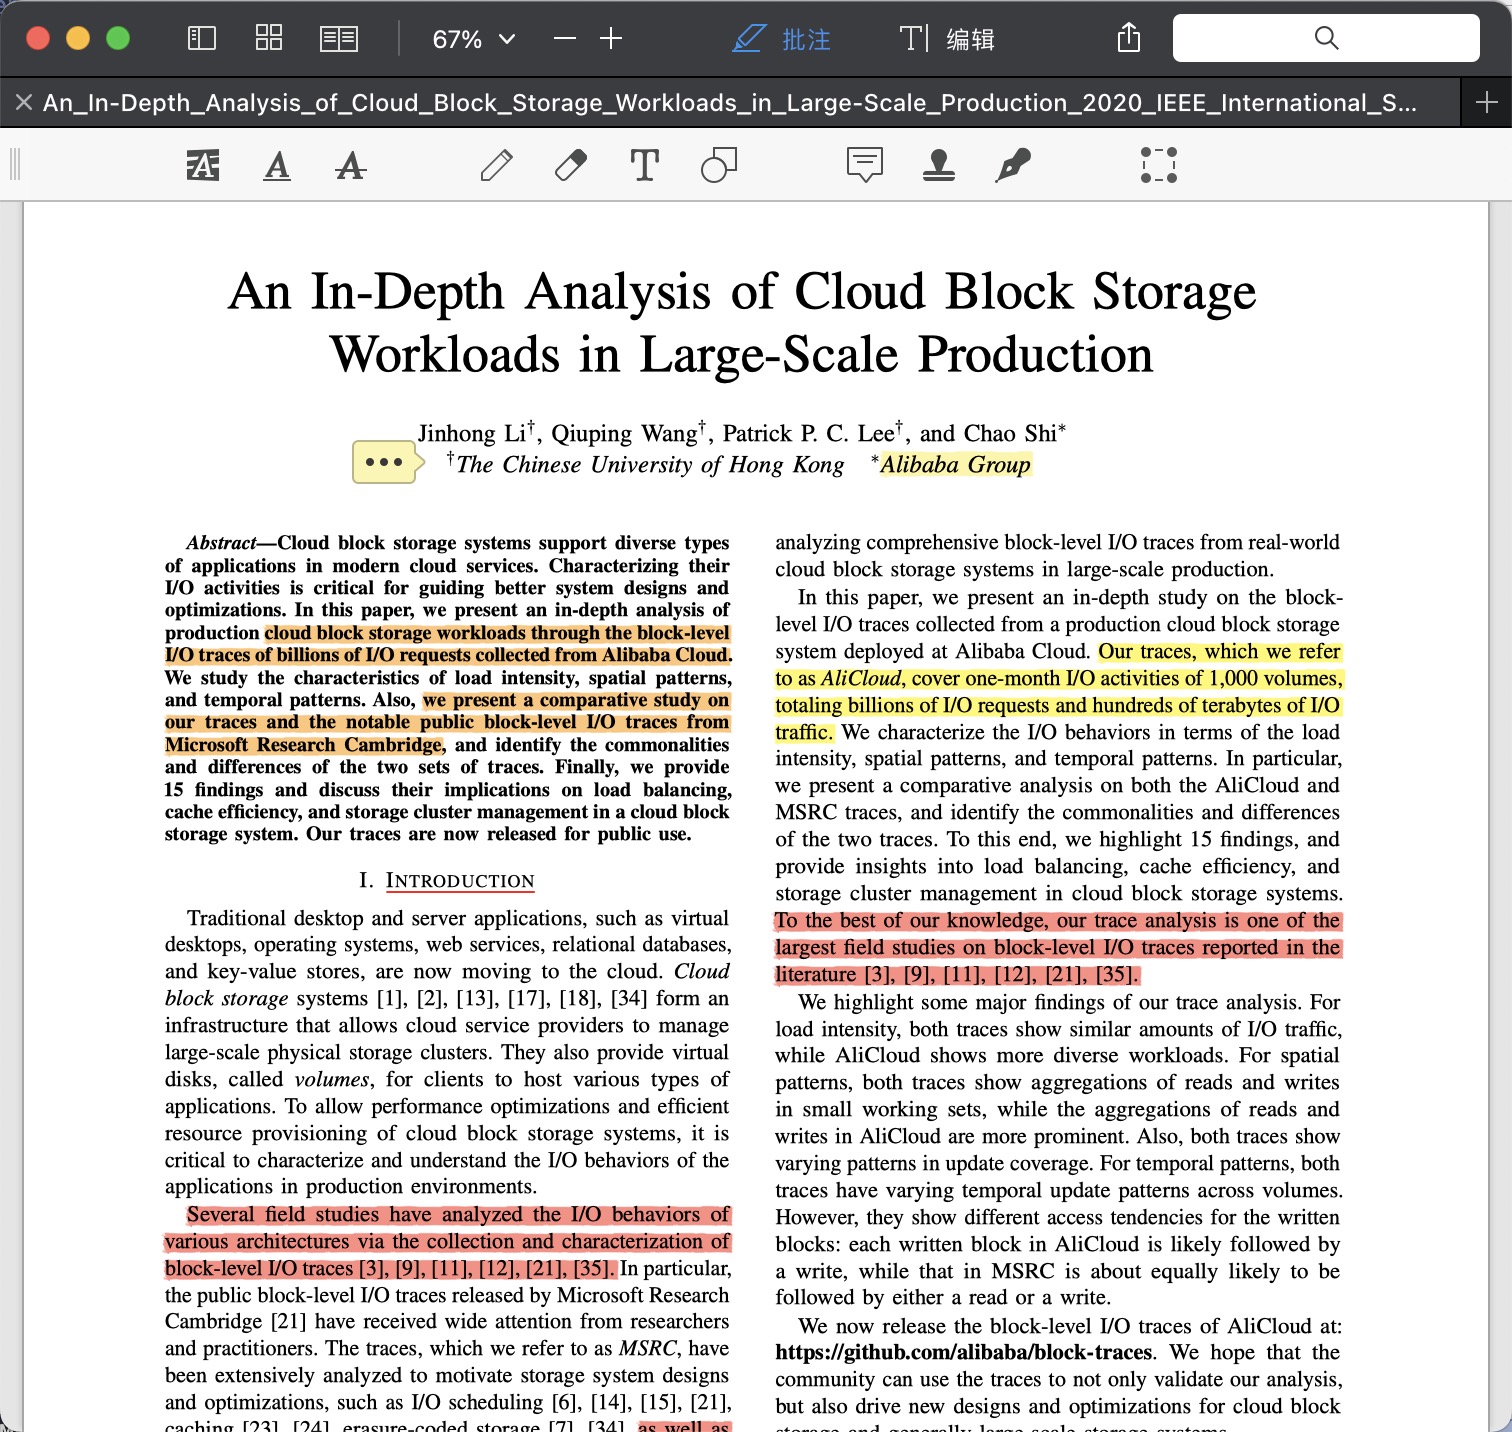 67%
批注
编辑
An_In-Depth_Analysis_of_Cloud_Block_Storage_Workloads_in_Large-Scale_Production_2020_IEEE_International_S...
An In-Depth Analysis of Cloud Block Storage
Workloads in Large-Scale Production
Jinhong Li†, Qiuping Wang†, Patrick P. C. Lee†, and Chao Shi*
†The Chinese University of Hong Kong *Alibaba Group
Abstract—Cloud block storage systems support diverse types
of applications in modern cloud services. Characterizing their
I/O activities is critical for guiding better system designs and
optimizations. In this paper, we present an in-depth analysis of
production cloud block storage workloads through the block-level
I/O traces of billions of I/O requests collected from Alibaba Cloud.
We study the characteristics of load intensity, spatial patterns,
and temporal patterns. Also, we present a comparative study on
our traces and the notable public block-level I/O traces from
Microsoft Research Cambridge, and identify the commonalities
and differences of the two sets of traces. Finally, we provide
15 findings and discuss their implications on load balancing,
cache efficiency, and storage cluster management in a cloud block
storage system. Our traces are now released for public use.
I. INTRODUCTION
Traditional desktop and server applications, such as virtual
desktops, operating systems, web services, relational databases,
and key-value stores, are now moving to the cloud. Cloud
block storage systems [1], [2], [13], [17], [18], [34] form an
infrastructure that allows cloud service providers to manage
large-scale physical storage clusters. They also provide virtual
disks, called volumes, for clients to host various types of
applications. To allow performance optimizations and efficient
resource provisioning of cloud block storage systems, it is
critical to characterize and understand the I/O behaviors of the
applications in production environments.
Several field studies have analyzed the I/O behaviors of
various architectures via the collection and characterization of
block-level I/O traces [3], [9], [11], [12], [21], [35]. In particular,
the public block-level I/O traces released by Microsoft Research
Cambridge [21] have received wide attention from researchers
and practitioners. The traces, which we refer to as MSRC, have
been extensively analyzed to motivate storage system designs
and optimizations, such as I/O scheduling [6], [14], [15], [21],
caching [23], [24], erasure-coded storage [7], [34], as well as
analyzing comprehensive block-level I/O traces from real-world
cloud block storage systems in large-scale production.
In this paper, we present an in-depth study on the block-
level I/O traces collected from a production cloud block storage
system deployed at Alibaba Cloud. Our traces, which we refer
to as AliCloud, cover one-month I/O activities of 1,000 volumes,
totaling billions of I/O requests and hundreds of terabytes of I/O
traffic. We characterize the I/O behaviors in terms of the load
intensity, spatial patterns, and temporal patterns. In particular,
we present a comparative analysis on both the AliCloud and
MSRC traces, and identify the commonalities and differences
of the two traces. To this end, we highlight 15 findings, and
provide insights into load balancing, cache efficiency, and
storage cluster management in cloud block storage systems.
To the best of our knowledge, our trace analysis is one of the
largest field studies on block-level I/O traces reported in the
literature [3], [9], [11], [12], [21], [35].
We highlight some major findings of our trace analysis. For
load intensity, both traces show similar amounts of I/O traffic,
while AliCloud shows more diverse workloads. For spatial
patterns, both traces show aggregations of reads and writes
in small working sets, while the aggregations of reads and
writes in AliCloud are more prominent. Also, both traces show
varying patterns in update coverage. For temporal patterns, both
traces have varying temporal update patterns across volumes.
However, they show different access tendencies for the written
blocks: each written block in AliCloud is likely followed by
a write, while that in MSRC is about equally likely to be
followed by either a read or a write.
We now release the block-level I/O traces of AliCloud at:
https://github.com/alibaba/block-traces. We hope that the
community can use the traces to not only validate our analysis,
but also drive new designs and optimizations for cloud block
storage and generally large-scale storage systems.